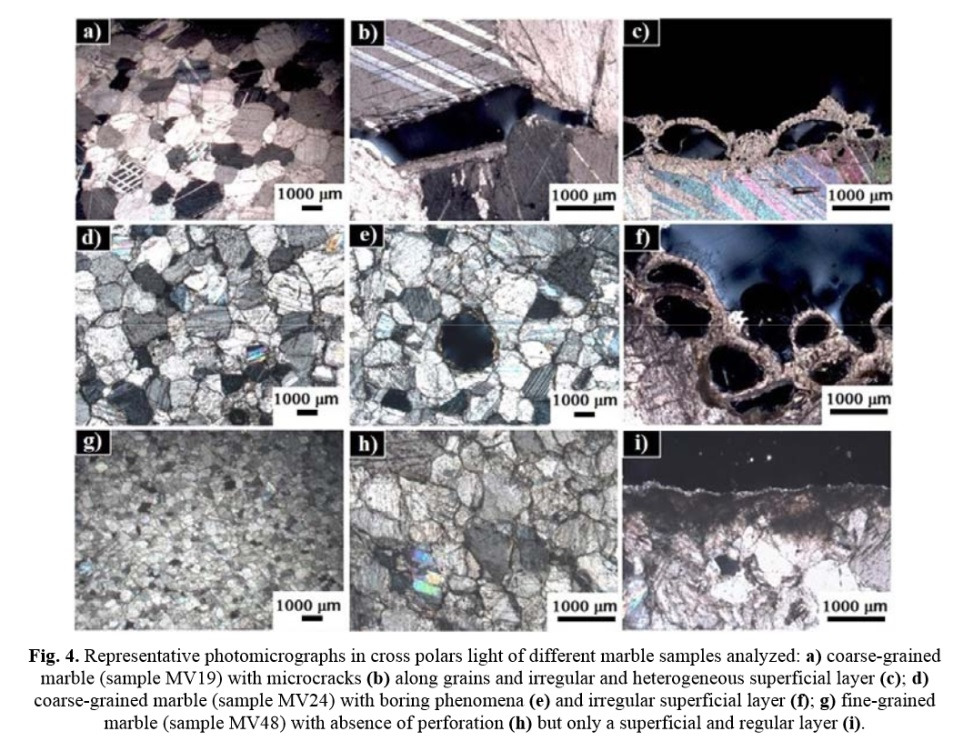 a) b) c)
1000 µm 1000 µm 1000 µm
d) e) f)
1000 µm 1000 µm 1000 µm
g) h) i)
1000 µm 1000 µm 1000 µm
Fig. 4. Representative photomicrographs in cross polars light of different marble samples analyzed: a) coarse-grained
marble (sample MV19) with microcracks (b) along grains and irregular and heterogeneous superficial layer (c); d)
coarse-grained marble (sample MV24) with boring phenomena (e) and irregular superficial layer (f); g) fine-grained
marble (sample MV48) with absence of perforation (h) but only a superficial and regular layer (i).